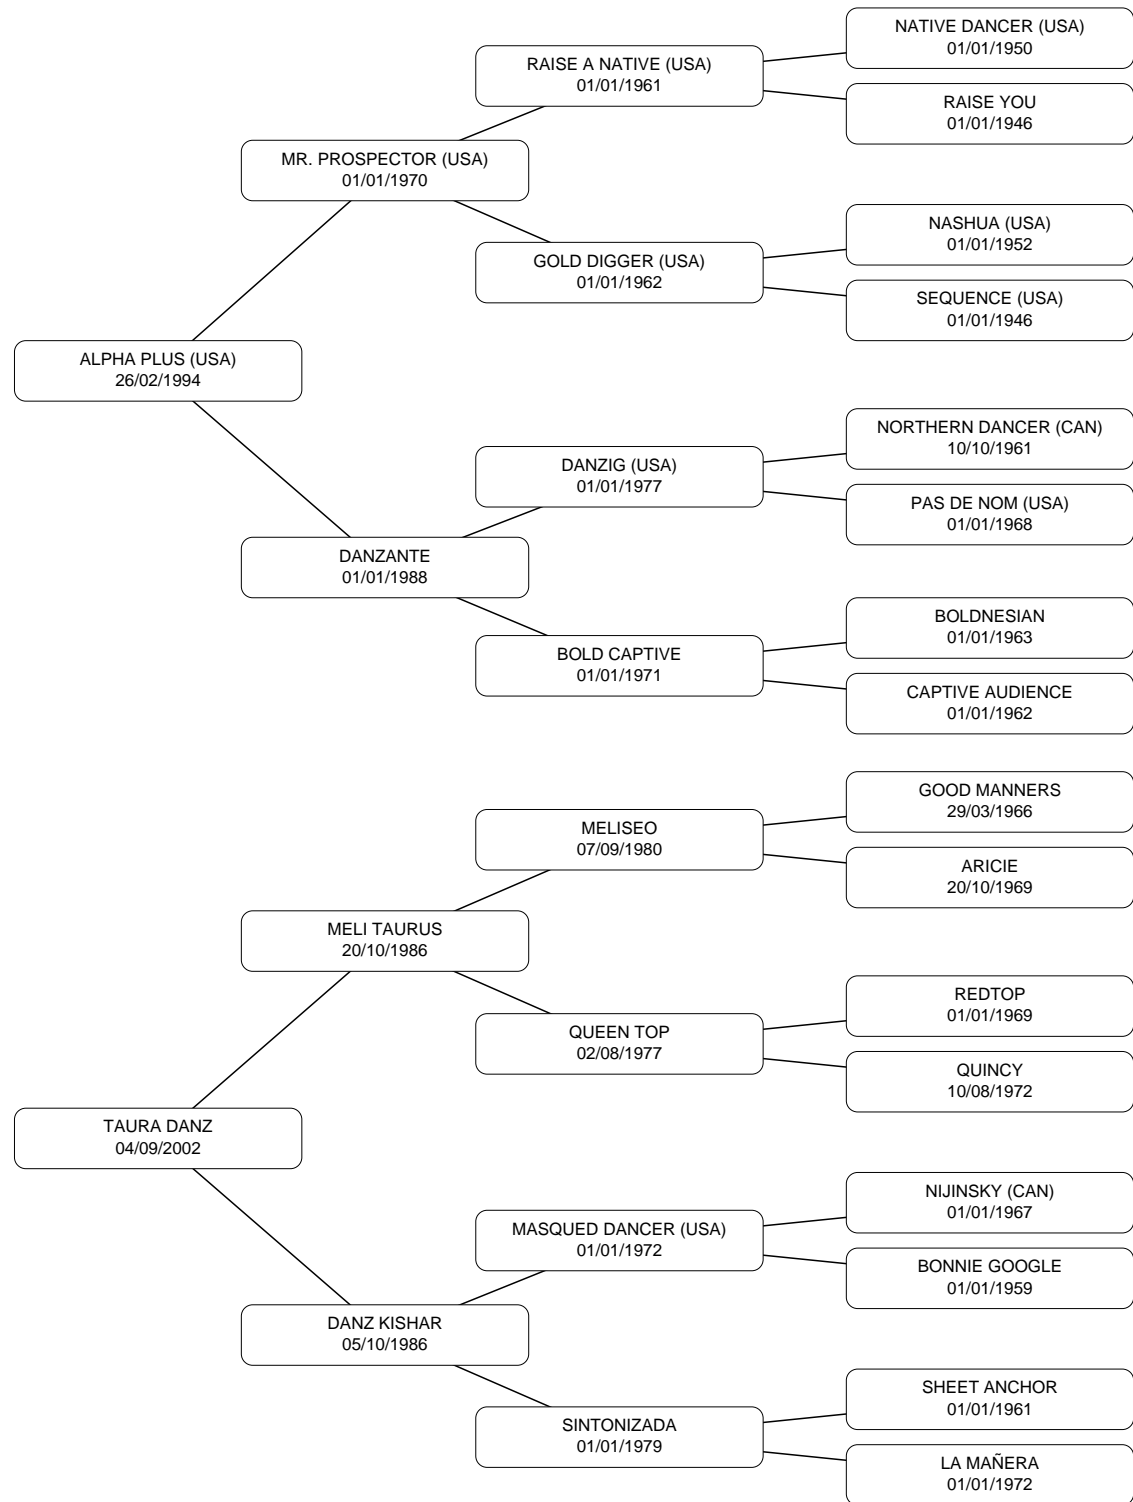 NATIVE DANCER (USA)
01/01/1950
RAISE A NATIVE (USA)
01/01/1961
RAISE YOU
01/01/1946
MR. PROSPECTOR (USA)
01/01/1970
NASHUA (USA)
01/01/1952
GOLD DIGGER (USA)
01/01/1962
SEQUENCE (USA)
01/01/1946
ALPHA PLUS (USA)
26/02/1994
NORTHERN DANCER (CAN)
10/10/1961
DANZIG (USA)
01/01/1977
PAS DE NOM (USA)
01/01/1968
DANZANTE
01/01/1988
BOLDNESIAN
01/01/1963
BOLD CAPTIVE
01/01/1971
CAPTIVE AUDIENCE
01/01/1962
GOOD MANNERS
29/03/1966
MELISEO
07/09/1980
ARICIE
20/10/1969
MELI TAURUS
20/10/1986
REDTOP
01/01/1969
QUEEN TOP
02/08/1977
QUINCY
10/08/1972
TAURA DANZ
04/09/2002
NIJINSKY (CAN)
01/01/1967
MASQUED DANCER (USA)
01/01/1972
BONNIE GOOGLE
01/01/1959
DANZ KISHAR
05/10/1986
SHEET ANCHOR
01/01/1961
SINTONIZADA
01/01/1979
LA MAÑERA
01/01/1972